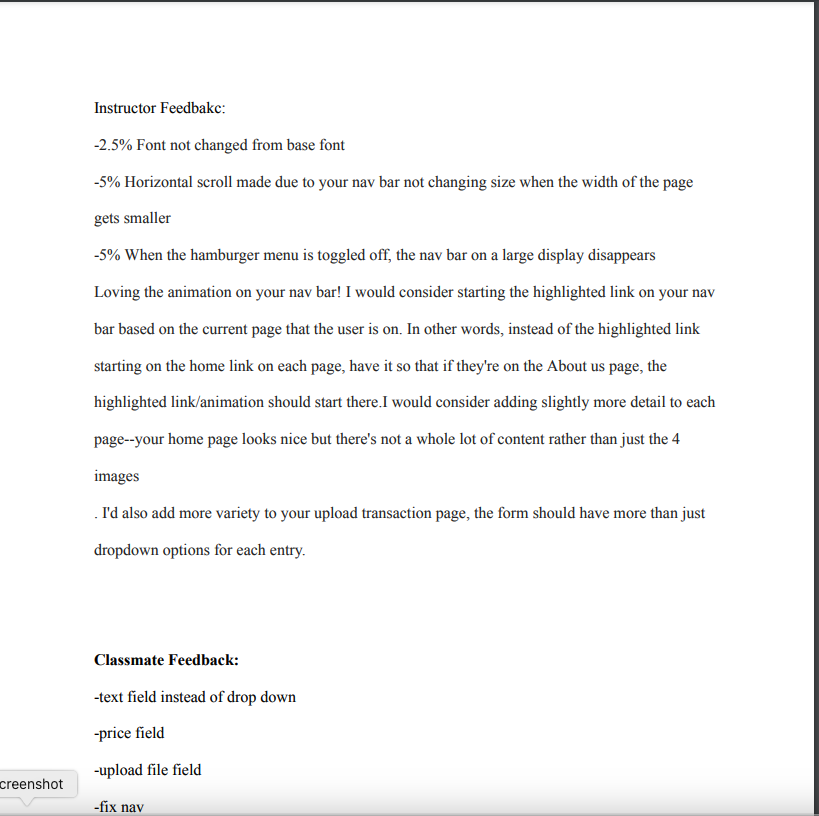 Instructor Feedbakc:
-2.5% Font not changed from base font
-5% Horizontal scroll made due to your nav bar not changing size when the width of the page
gets smaller
-5% When the hamburger menu is toggled off, the nav bar on a large display disappears
Loving the animation on your nav bar! I would consider starting the highlighted link on your nav
bar based on the current page that the user is on. In other words, instead of the highlighted link
starting on the home link on each page, have it so that if they're on the About us page, the
highlighted link/animation should start there.I would consider adding slightly more detail to each
page--your home page looks nice but there's not a whole lot of content rather than just the 4
images
. I'd also add more variety to your upload transaction page, the form should have more than just
dropdown options for each entry.
Classmate Feedback:
-text field instead of drop down
-price field
-upload file field
creenshot
-fix nav